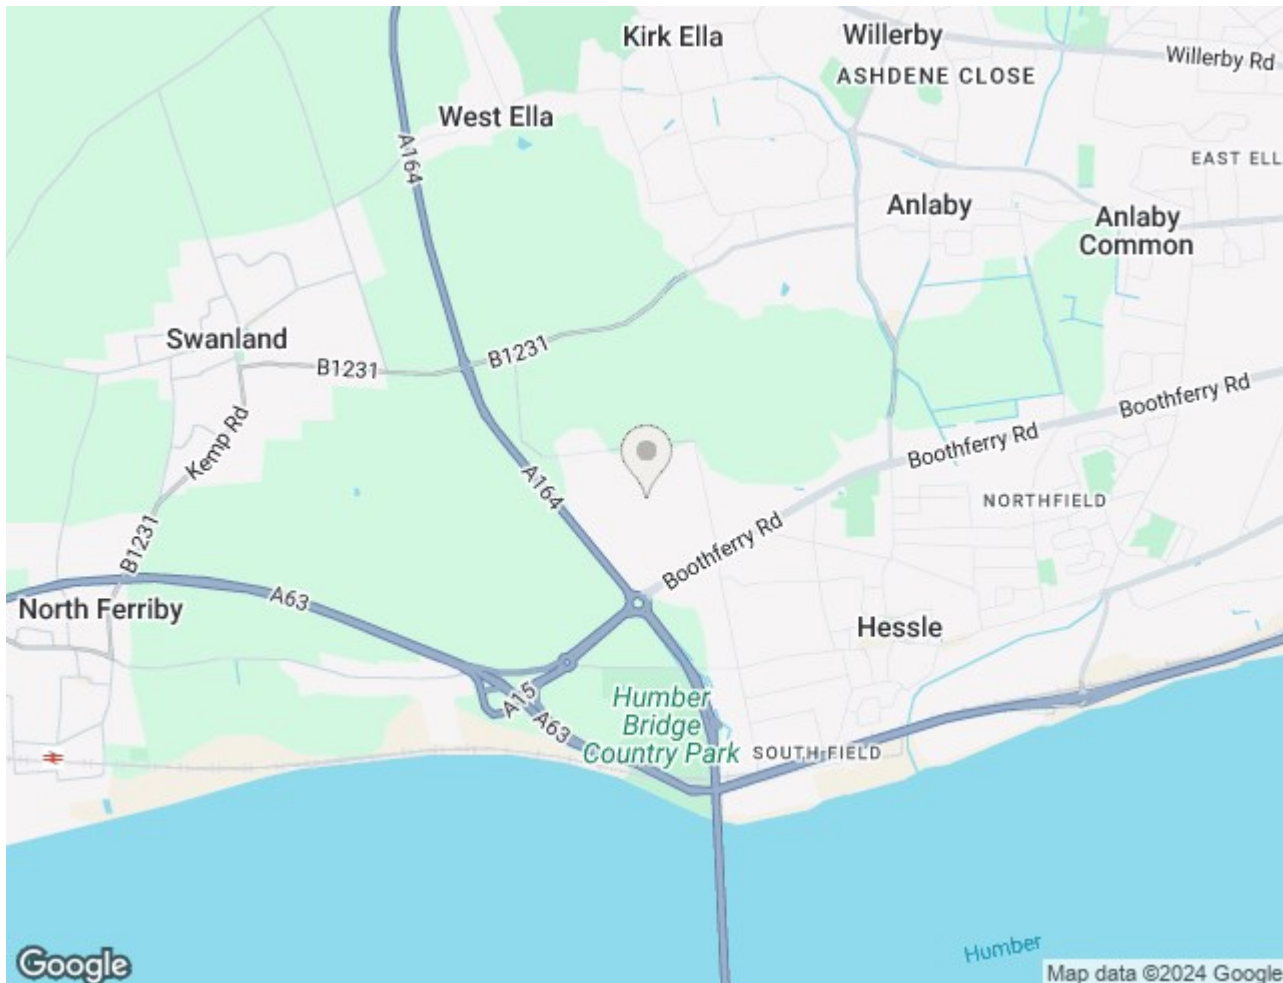 Kirk Ella
Willerby
Willerby Rd
ASHDENE CLOSE
West Ella
A164
EAST ELL
Anlaby
Anlaby
Common
Swanland
B1231
B1231
Kemp Rd
Boothferry Rd
Boothferry Rd
A164
NORTHFIELD
B1231
Boothferry Rd
North Ferriby
A63
Hessle
A15
A63
Humber
Bridge
Country Park
SOUTH FIELD
Humber
Google
Map data ©2024 Google